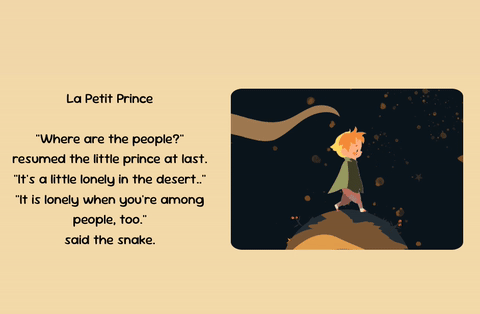 La Petit Prince
"Where are the people?"
resumed the little prince at last.
"It's a little lonely in the desert.."
"It is lonely when you're among
people, too."
said the snake.